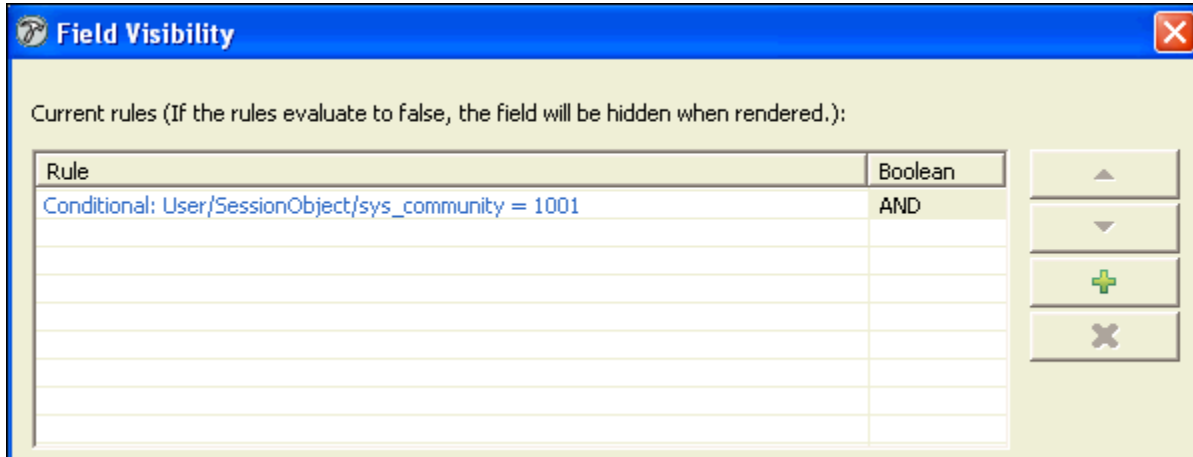 Field Visibility
Current rules (If the rules evaluate to false, the field will be hidden when rendered.):
Rule Boolean
Conditional: User/SessionObject/sys_community = 1001 AND